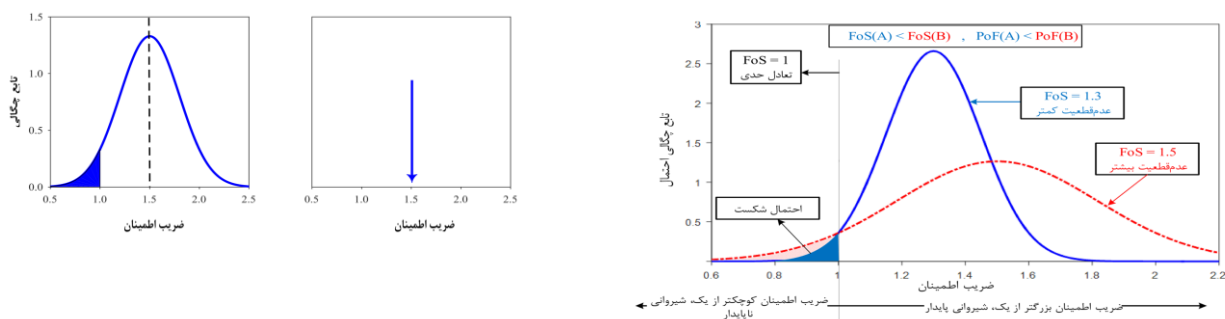 1.5
1.0
0.5
0.0
تابع چگالی
0.5 1.0 1.5 2.0 2.5
ضریب اطمینان
0.5 1.0 1.5 2.0 2.5
ضریب اطمینان
FoS(A) < FoS(B) , PoF(A) < PoF(B)
3
2.5
2
1.5
1
0.5
تابع چگالی احتمال
FoS = 1
تعادل حدی
FoS = 1.3
عدم‌قطعیت کمتر
FoS = 1.5
عدم‌قطعیت بیشتر
احتمال شکست
0.6 0.8 1 1.2 1.4 1.6 1.8 2 2.2
ضریب اطمینان
ضریب اطمینان بزرگتر از یک، شیروانی پایدار
ضریب اطمینان کوچکتر از یک، شیروانی
ناپایدار